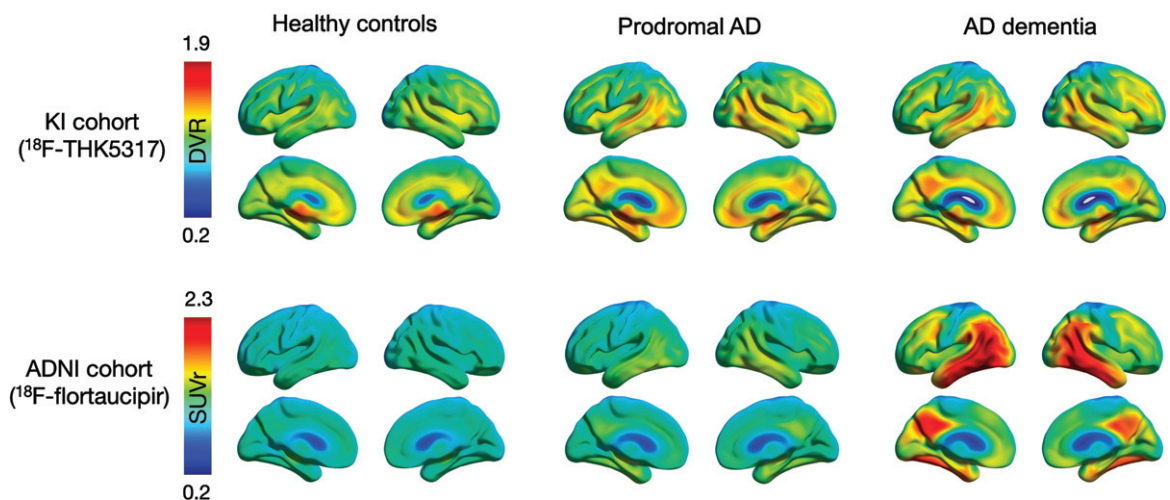 Healthy controls
Prodromal AD
AD dementia
1.9
KI cohort
(¹⁸F-THK5317)
DVR
0.2
2.3
ADNI cohort
(¹⁸F-flortaucipir)
SUVr
0.2